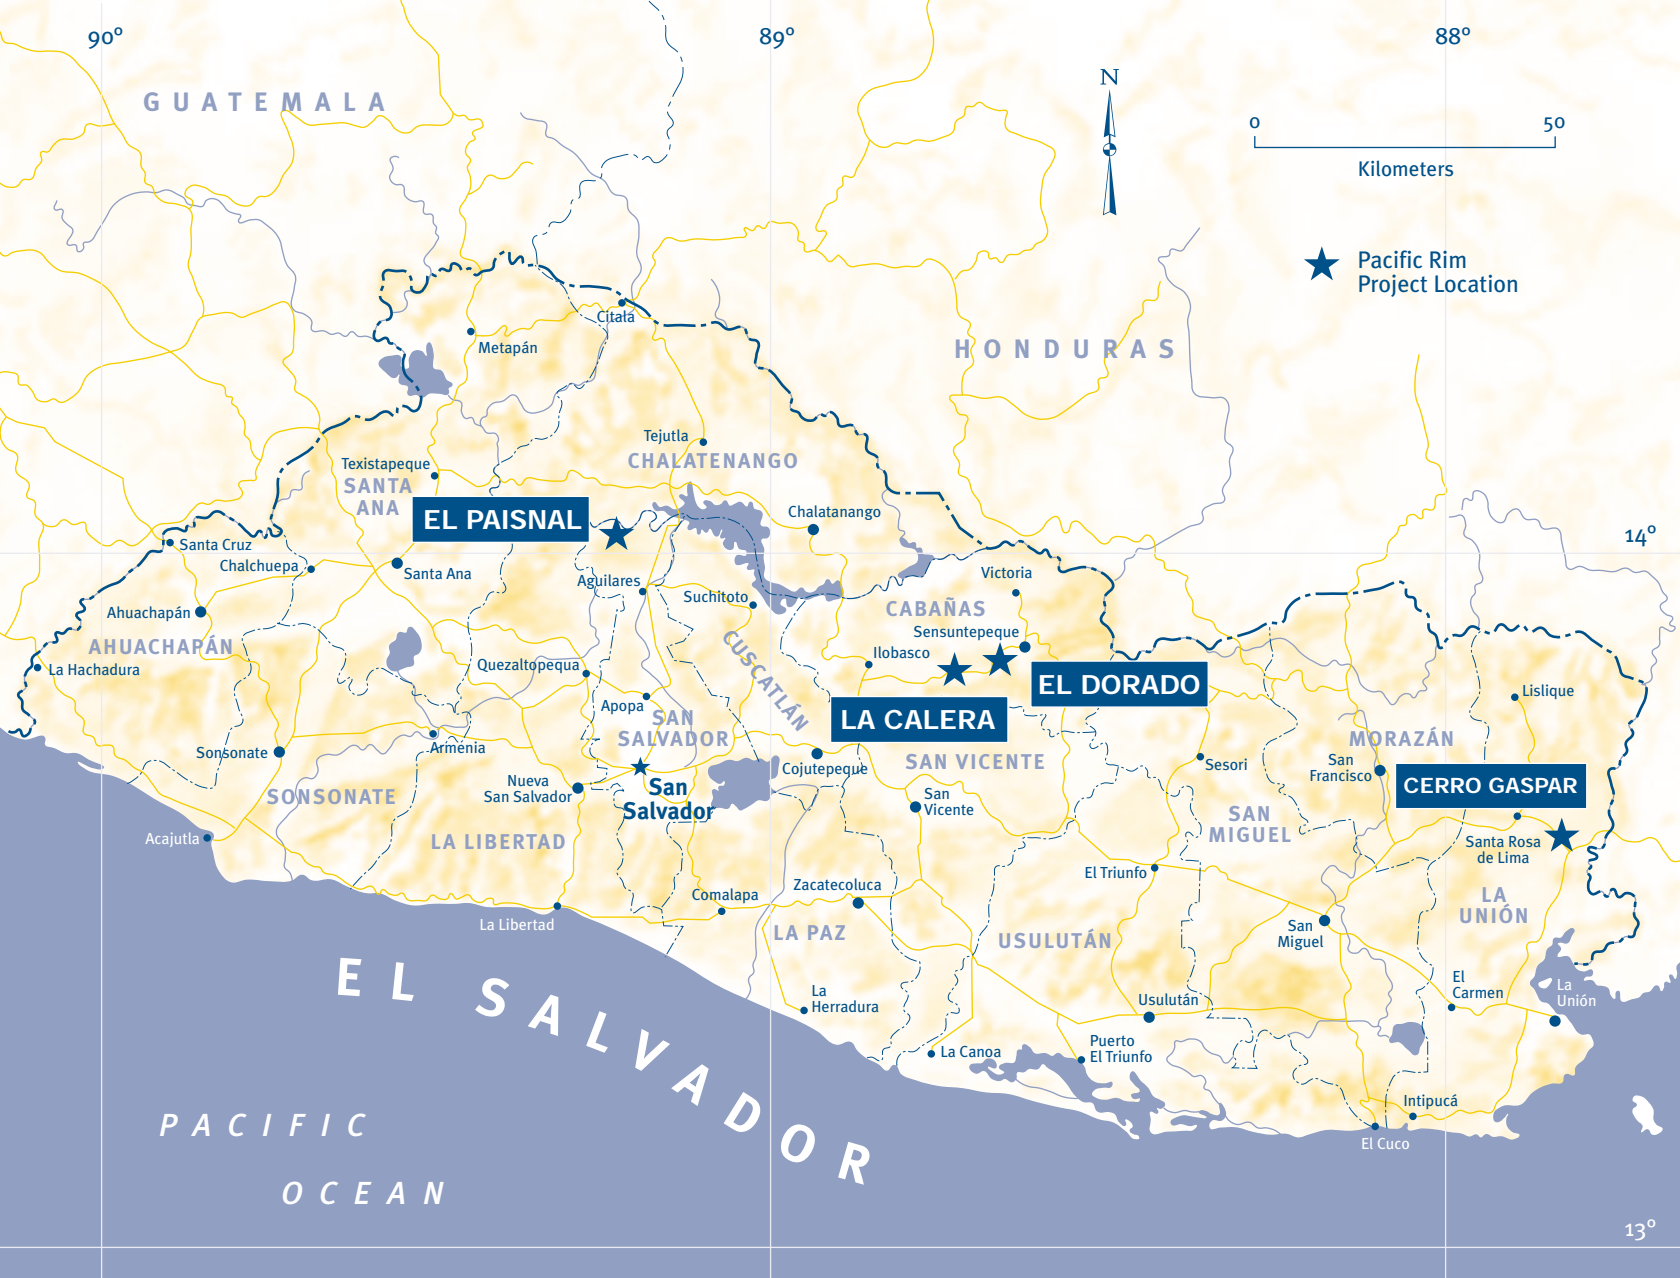 90°
89°
88°
GUATEMALA
N
0
50
Kilometers
Pacific Rim
Project Location
Citalá
Metapán
HONDURAS
Tejutla
CHALATENANGO
Texistapeque
SANTA
ANA
EL PAISNAL
Chalatanango
14°
Santa Cruz
Chalchuepa
Santa Ana
Aguilares
Suchitoto
Victoria
CABAÑAS
Ahuachapán
AHUACHAPÁN
La Hachadura
Sensuntepeque
Ilobasco
CUSCATLÁN
Quezaltopequa
EL DORADO
Lislique
Apopa
SAN
SALVADOR
LA CALERA
MORAZÁN
Sonsonate
Armenia
Cojutepeque
SAN VICENTE
Sesori
San
Francisco
CERRO GASPAR
Nueva
San Salvador
San
Salvador
SONSONATE
San
Vicente
SAN
MIGUEL
Acajutla
LA LIBERTAD
Santa Rosa
de Lima
El Triunfo
Zacatecoluca
Comalapa
LA
UNIÓN
La Libertad
LA PAZ
USULUTÁN
San
Miguel
EL SALVADOR
La
Herradura
Usulután
El
Carmen
La
Unión
La Canoa
Puerto
El Triunfo
Intipucá
El Cuco
PACIFIC
OCEAN
13°